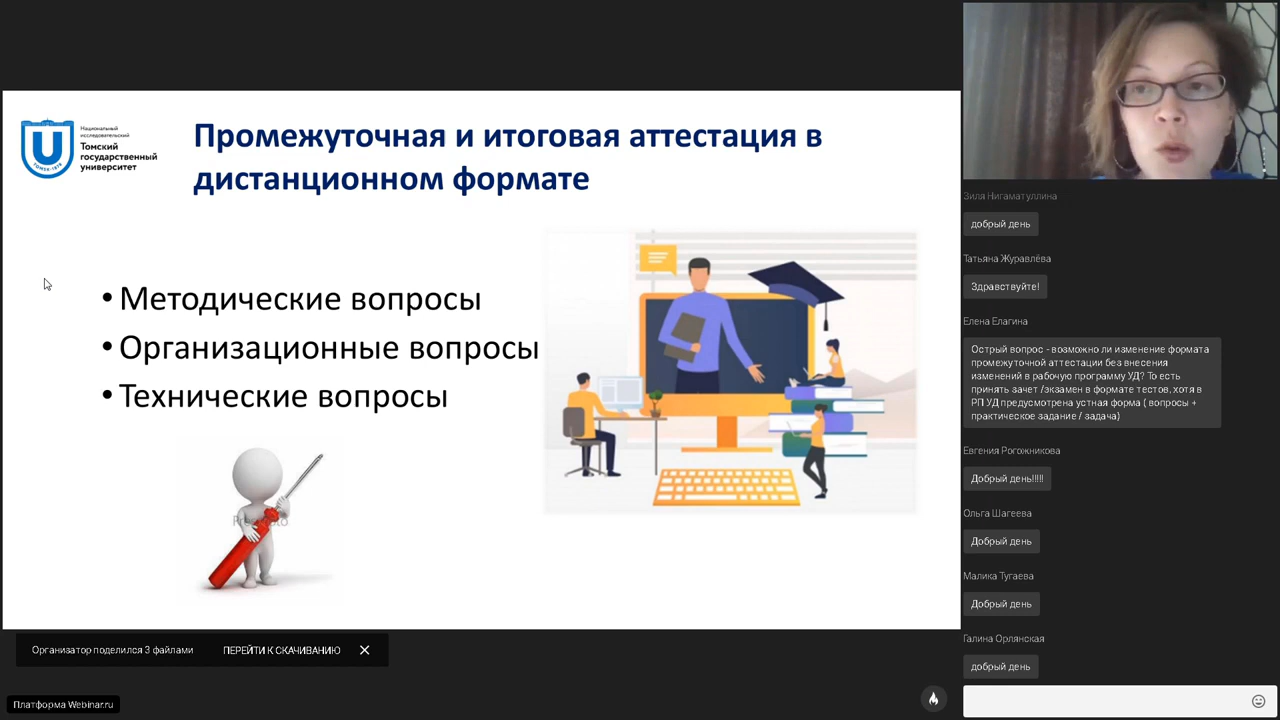 Национальный
исследовательский
Томский
государственный
университет
ТОМСК•1878
Промежуточная и итоговая аттестация в
дистанционном формате
• Методические вопросы
• Организационные вопросы
• Технические вопросы
Организатор поделился 3 файлами
ПЕРЕЙТИ К СКАЧИВАНИЮ
Платформа Webinar.ru
Зиля Нигаматуллина
добрый день
Татьяна Журавлёва
Здравствуйте!
Елена Елагина
Острый вопрос - возможно ли изменение формата
промежуточной аттестации без внесения
изменений в рабочую программу УД? То есть
принять зачет /экзамен в формате тестов, хотя в
РП УД предусмотрена устная форма ( вопросы +
практическое задание / задача)
Евгения Рогожникова
Добрый день!!!!!
Ольга Шагеева
Добрый день
Малика Тугаева
Добрый день
Галина Орлянская
добрый день